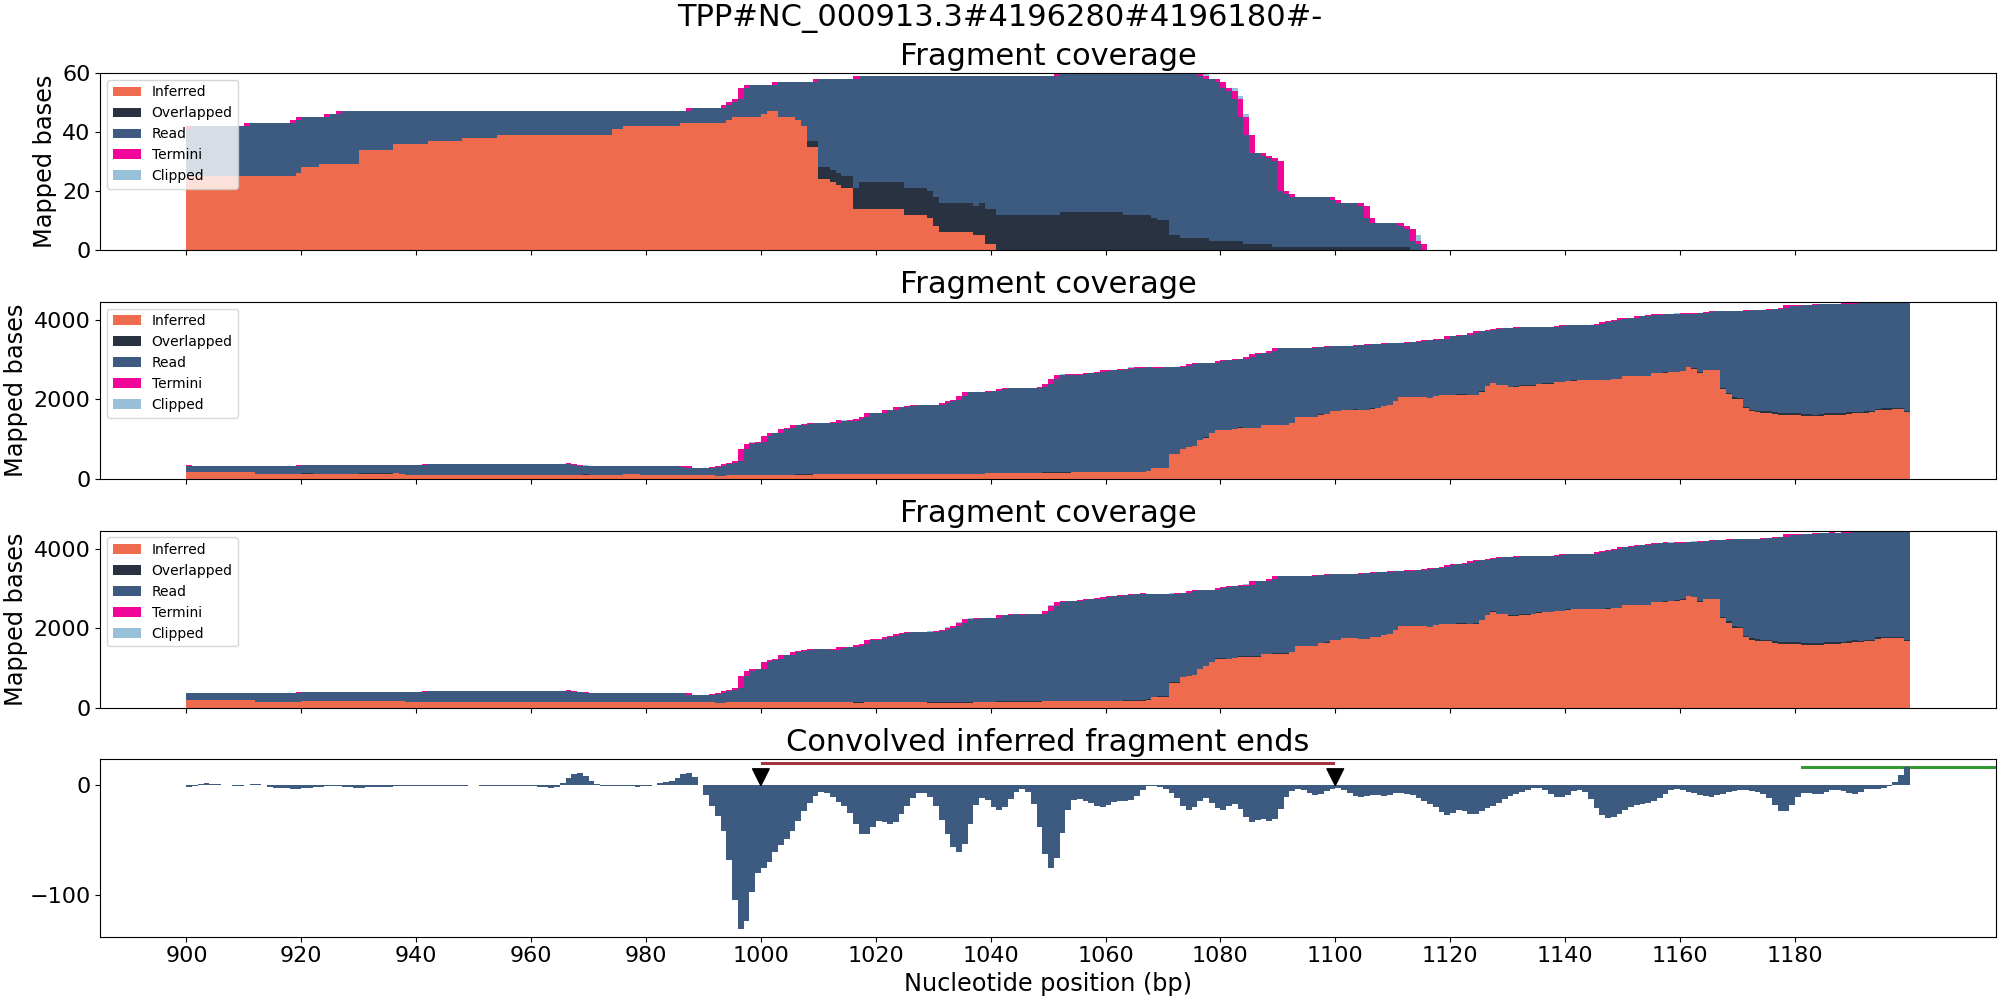 TPP#NC_000913.3#4196280#4196180#-
Fragment coverage
Mapped bases
60
40
20
0
Inferred
Overlapped
Read
Termini
Clipped
Fragment coverage
Mapped bases
4000
2000
0
Inferred
Overlapped
Read
Termini
Clipped
Fragment coverage
Mapped bases
4000
2000
0
Inferred
Overlapped
Read
Termini
Clipped
Convolved inferred fragment ends
0
−100
900 920 940 960 980 1000 1020 1040 1060 1080 1100 1120 1140 1160 1180
Nucleotide position (bp)